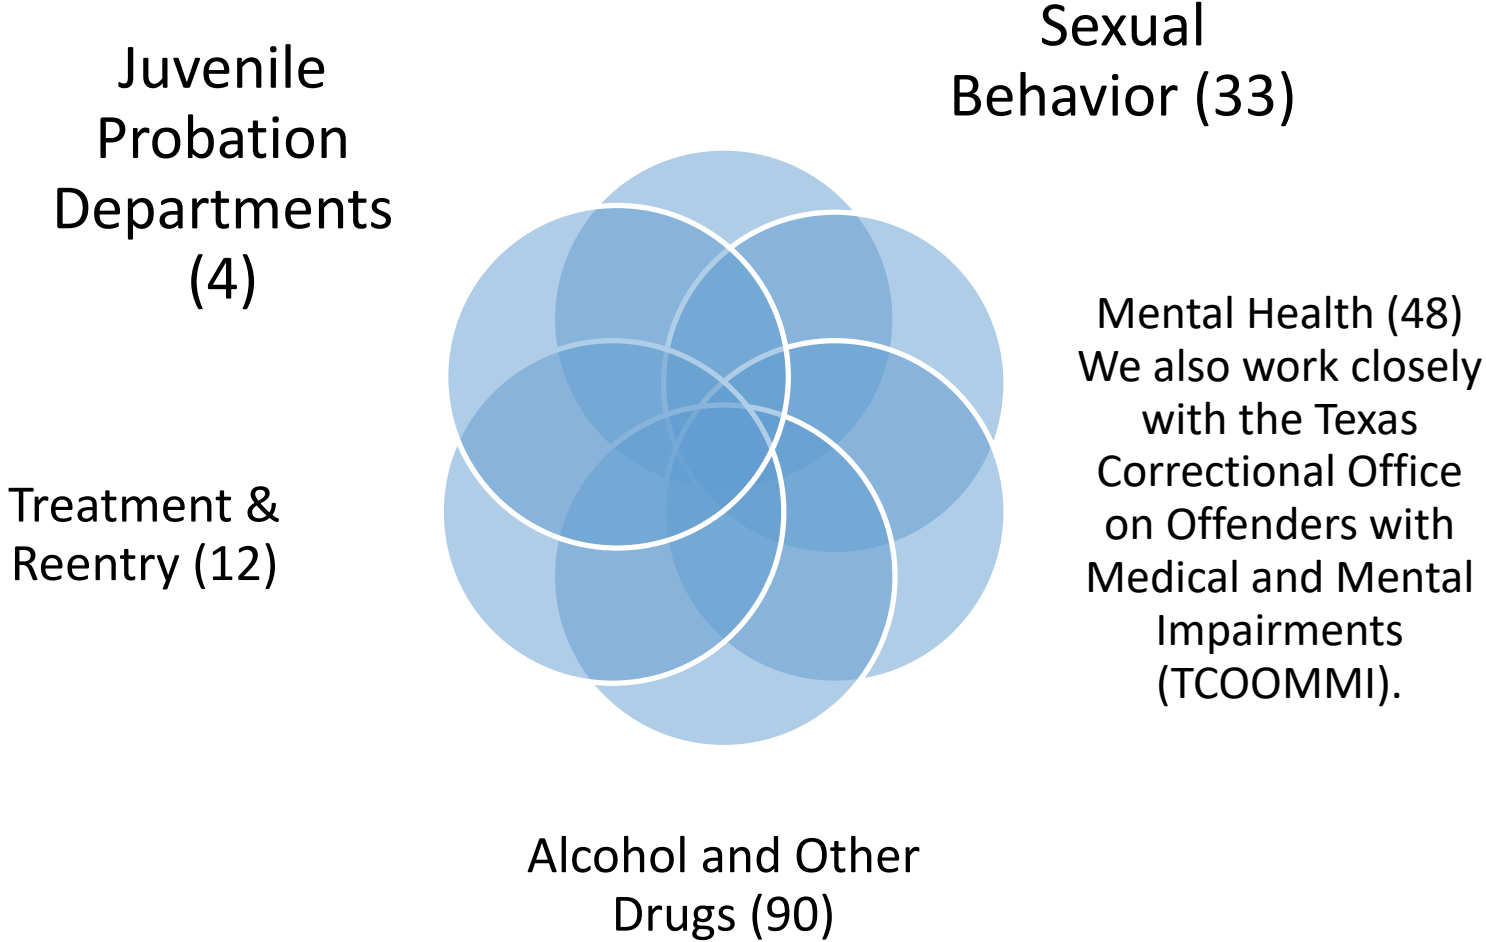 Juvenile
Probation
Departments
(4)
Sexual
Behavior (33)
Mental Health (48)
We also work closely
with the Texas
Correctional Office
on Offenders with
Medical and Mental
Impairments
(TCOOMMI).
Treatment &
Reentry (12)
Alcohol and Other
Drugs (90)